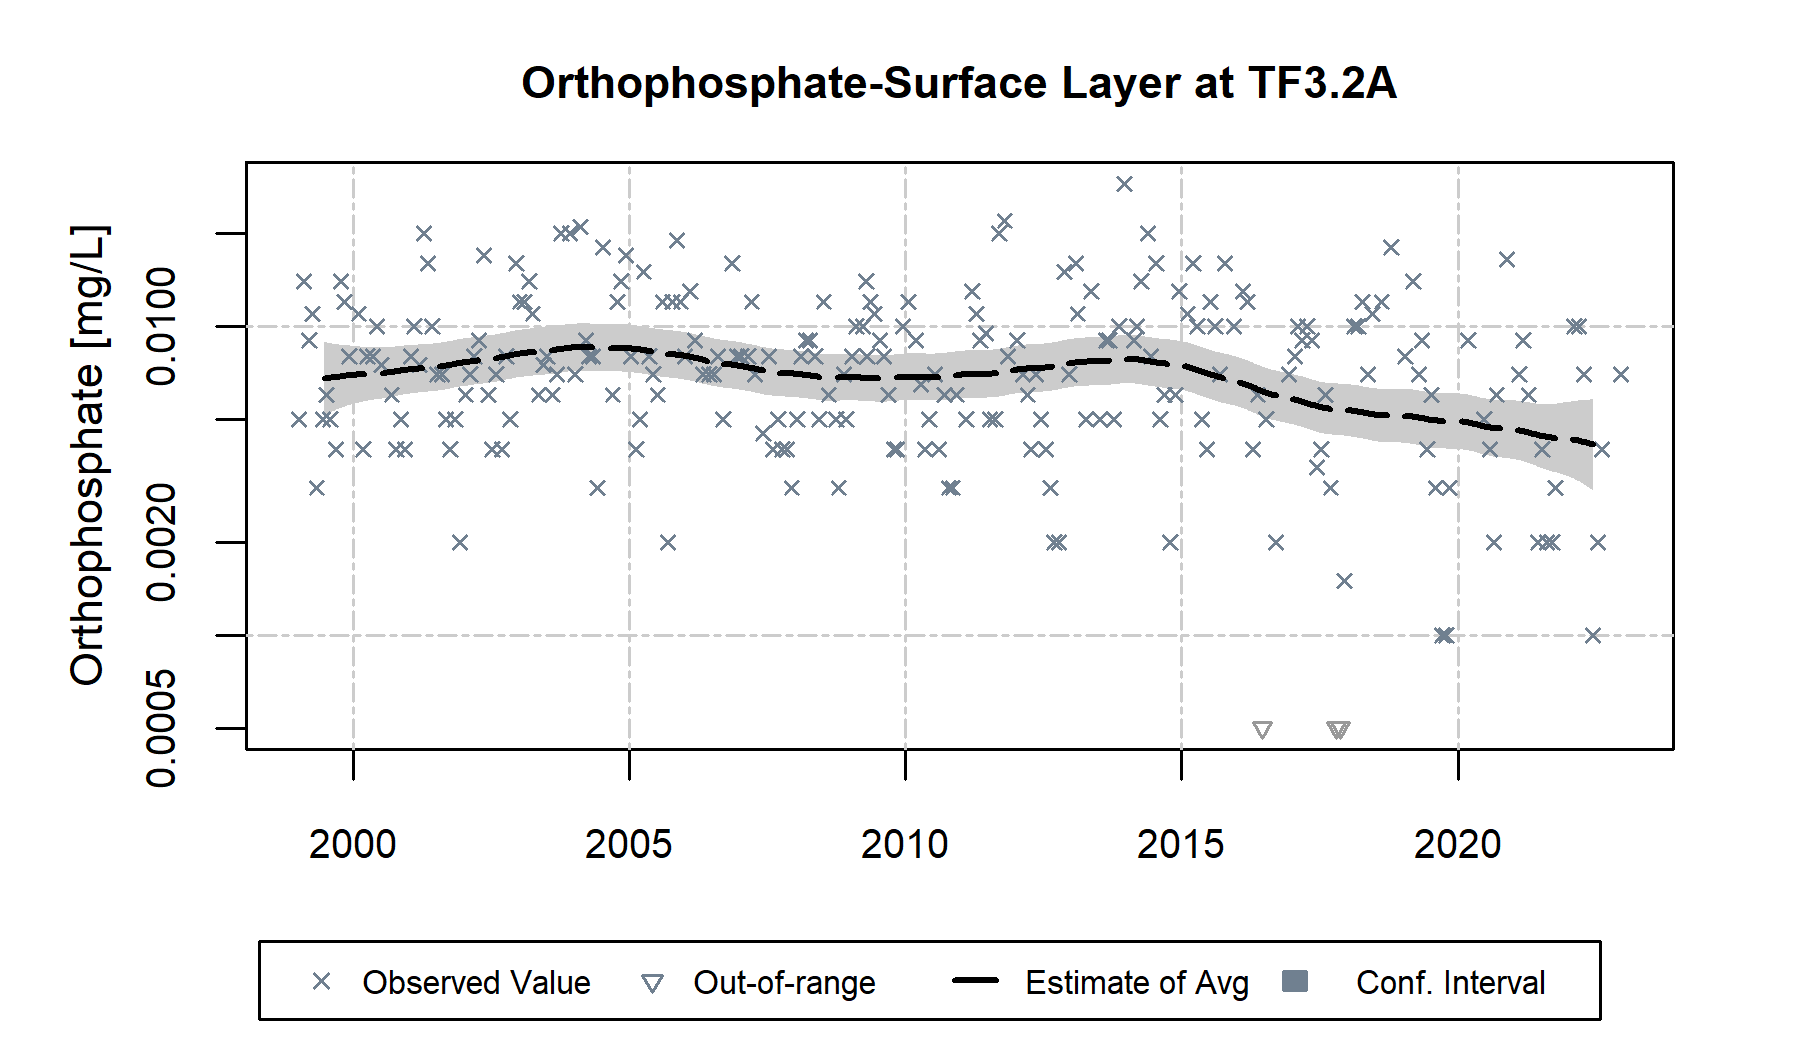 Orthophosphate-Surface Layer at TF3.2A
Orthophosphate [mg/L]
0.0100
0.0020
0.0005
2000 2005 2010 2015 2020
Observed Value Out-of-range Estimate of Avg Conf. Interval